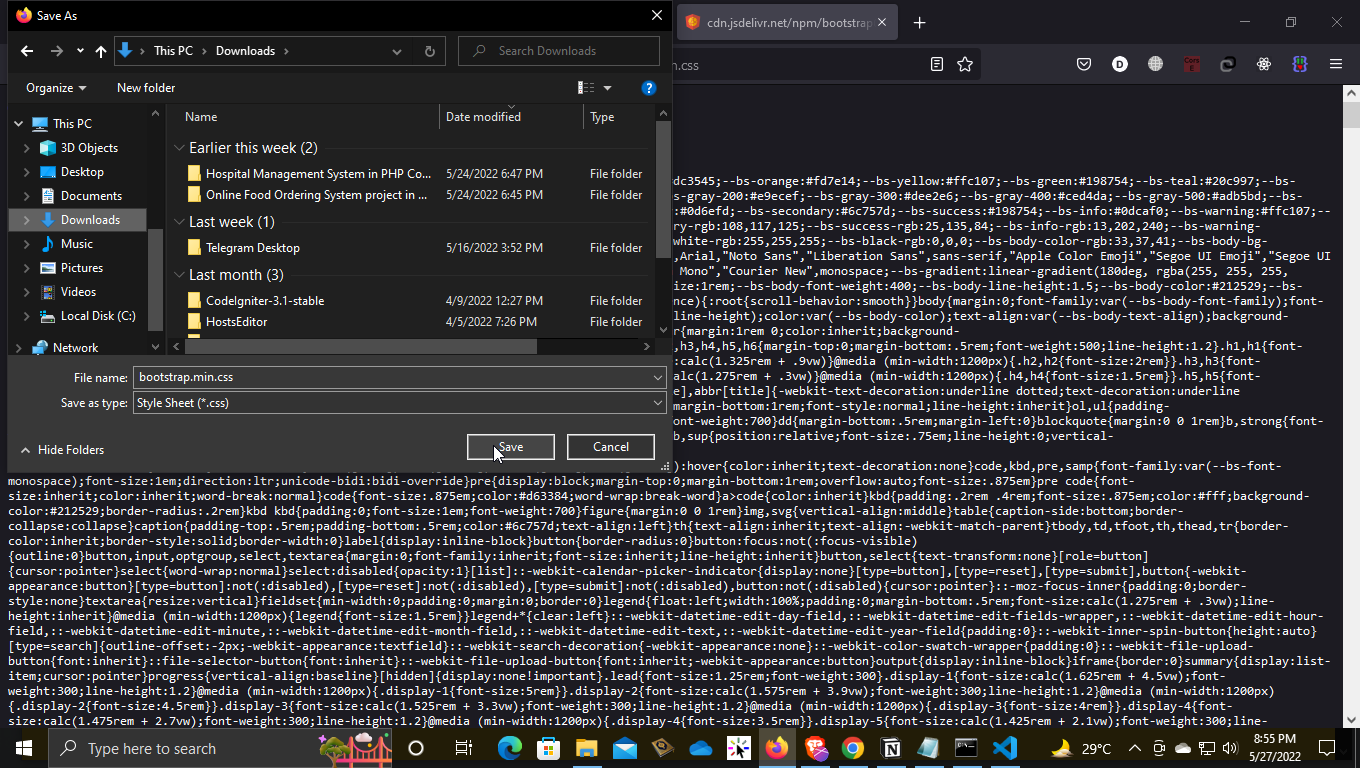 Save As
cdn.jsdelivr.net/npm/bootstrap
This PC > Downloads >
Search Downloads
n.css
Organize
New folder
Name
Date modified
Type
This PC
3D Objects
Desktop
Documents
Downloads
Music
Pictures
Videos
Local Disk (C:)
Network
Earlier this week (2)
Hospital Management System in PHP Co... 5/24/2022 6:47 PM File folder
Online Food Ordering System project in ... 5/24/2022 6:45 PM File folder
Last week (1)
Telegram Desktop 5/16/2022 3:52 PM File folder
Last month (3)
CodeIgniter-3.1-stable 4/9/2022 12:27 PM File folder
HostsEditor 4/5/2022 7:26 PM File folder
File name: bootstrap.min.css
Save as type: Style Sheet (*.css)
Hide Folders
Save
Cancel
dc3545;--bs-orange:#fd7e14;--bs-yellow:#ffc107;--bs-green:#198754;--bs-teal:#20c997;--bs-
s-gray-200:#e9ecef;--bs-gray-300:#dee2e6;--bs-gray-400:#ced4da;--bs-gray-500:#adb5bd;--bs-
:#0d6efd;--bs-secondary:#6c757d;--bs-success:#198754;--bs-info:#0dcaf0;--bs-warning:#ffc107;--
ry-rgb:108,117,125;--bs-success-rgb:25,135,84;--bs-info-rgb:13,202,240;--bs-warning-
white-rgb:255,255,255;--bs-black-rgb:0,0,0;--bs-body-color-rgb:33,37,41;--bs-body-bg-
,Arial,"Noto Sans","Liberation Sans",sans-serif,"Apple Color Emoji","Segoe UI Emoji","Segoe UI
Mono","Courier New",monospace;--bs-gradient:linear-gradient(180deg, rgba(255, 255, 255,
size:1rem;--bs-body-font-weight:400;--bs-body-line-height:1.5;--bs-body-color:#212529;--bs-
nce){:root{scroll-behavior:smooth}}body{margin:0;font-family:var(--bs-body-font-family);font-
ne-height);color:var(--bs-body-color);text-align:var(--bs-body-text-align);background-
r{margin:1rem 0;color:inherit;background-
,h3,h4,h5,h6{margin-top:0;margin-bottom:.5rem;font-weight:500;line-height:1.2}.h1,h1{font-
:calc(1.325rem + .9vw)}@media (min-width:1200px){.h2,h2{font-size:2rem}}.h3,h3{font-
alc(1.275rem + .3vw)}@media (min-width:1200px){.h4,h4{font-size:1.5rem}}.h5,h5{font-
e],abbr[title]{-webkit-text-decoration:underline dotted;text-decoration:underline
margin-bottom:1rem;font-style:normal;line-height:inherit}ol,ul{padding-
ont-weight:700}dd{margin-bottom:.5rem;margin-left:0}blockquote{margin:0 0 1rem}b,strong{font-
b,sup{position:relative;font-size:.75em;line-height:0;vertical-
):hover{color:inherit;text-decoration:none}code,kbd,pre,samp{font-family:var(--bs-font-
monospace);font-size:1em;direction:ltr;unicode-bidi:bidi-override}pre{display:block;margin-top:0;margin-bottom:1rem;overflow:auto;font-size:.875em}pre code{font-
size:inherit;color:inherit;word-break:normal}code{font-size:.875em;color:#d63384;word-wrap:break-word}a>code{color:inherit}kbd{padding:.2rem .4rem;font-size:.875em;color:#fff;background-
color:#212529;border-radius:.2rem}kbd kbd{padding:0;font-size:1em;font-weight:700}figure{margin:0 0 1rem}img,svg{vertical-align:middle}table{caption-side:bottom;border-
collapse:collapse}caption{padding-top:.5rem;padding-bottom:.5rem;color:#6c757d;text-align:left}th{text-align:inherit;text-align:-webkit-match-parent}tbody,td,tfoot,th,thead,tr{border-
color:inherit;border-style:solid;border-width:0}label{display:inline-block}button{border-radius:0}button:focus:not(:focus-visible)
{outline:0}button,input,optgroup,select,textarea{margin:0;font-family:inherit;font-size:inherit;line-height:inherit}button,select{text-transform:none}[role=button]
{cursor:pointer}select{word-wrap:normal}select:disabled{opacity:1}[list]::-webkit-calendar-picker-indicator{display:none}[type=button],[type=reset],[type=submit],button{-webkit-
appearance:button}[type=button]:not(:disabled),[type=reset]:not(:disabled),[type=submit]:not(:disabled),button:not(:disabled){cursor:pointer}::-moz-focus-inner{padding:0;border-
style:none}textarea{resize:vertical}fieldset{min-width:0;padding:0;margin:0;border:0}legend{float:left;width:100%;padding:0;margin-bottom:.5rem;font-size:calc(1.275rem + .3vw);line-
height:inherit}@media (min-width:1200px){legend{font-size:1.5rem}}legend+*{clear:left}::-webkit-datetime-edit-day-field,::-webkit-datetime-edit-fields-wrapper,::-webkit-datetime-edit-hour-
field,::-webkit-datetime-edit-minute,::-webkit-datetime-edit-month-field,::-webkit-datetime-edit-text,::-webkit-datetime-edit-year-field{padding:0}::-webkit-inner-spin-button{height:auto}
[type=search]{outline-offset:-2px;-webkit-appearance:textfield}::-webkit-search-decoration{-webkit-appearance:none}::-webkit-color-swatch-wrapper{padding:0}::-webkit-file-upload-
button{font:inherit}::file-selector-button{font:inherit}::-webkit-file-upload-button{font:inherit;-webkit-appearance:button}output{display:inline-block}iframe{border:0}summary{display:list-
item;cursor:pointer}progress{vertical-align:baseline}[hidden]{display:none!important}.lead{font-size:1.25rem;font-weight:300}.display-1{font-size:calc(1.625rem + 4.5vw);font-
weight:300;line-height:1.2}@media (min-width:1200px){.display-1{font-size:5rem}}.display-2{font-size:calc(1.575rem + 3.9vw);font-weight:300;line-height:1.2}@media (min-width:1200px)
{.display-2{font-size:4.5rem}}.display-3{font-size:calc(1.525rem + 3.3vw);font-weight:300;line-height:1.2}@media (min-width:1200px){.display-3{font-size:4rem}}.display-4{font-
size:calc(1.475rem + 2.7vw);font-weight:300;line-height:1.2}@media (min-width:1200px){.display-4{font-size:3.5rem}}.display-5{font-size:calc(1.425rem + 2.1vw);font-weight:300;line-
Type here to search
29°C
8:55 PM
5/27/2022